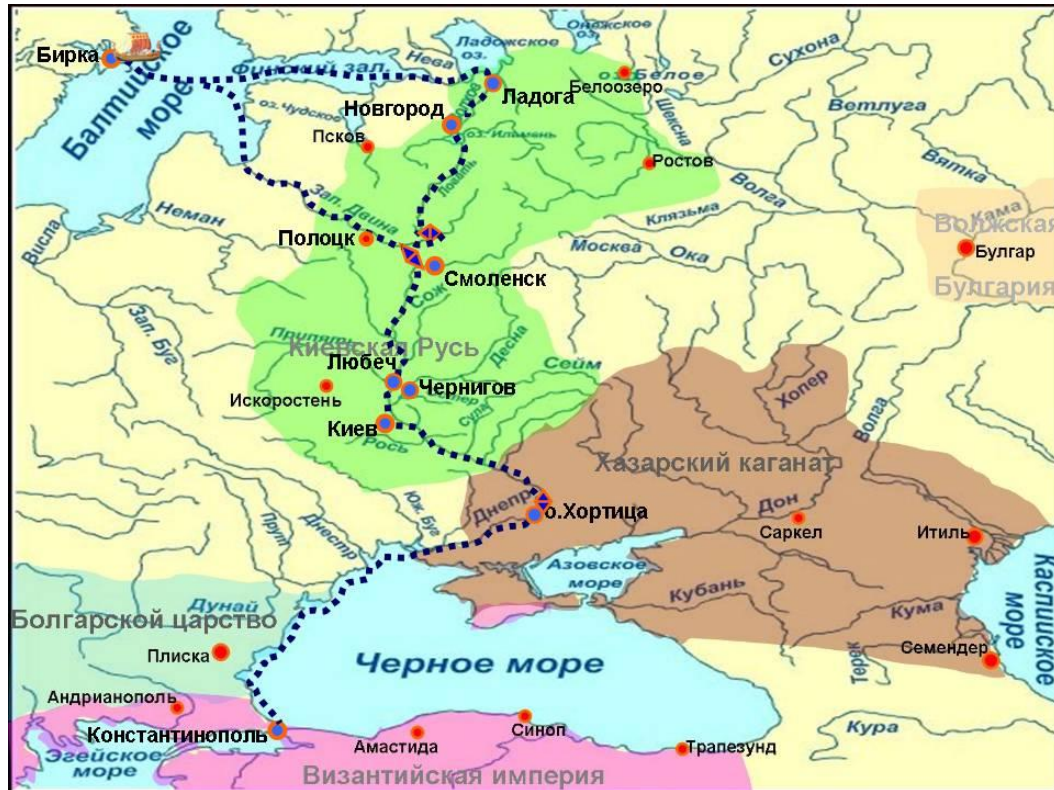 Ладожское
оз.
Онежское
оз.
Сухона
Бирка
Финский зал.
Нева
Балтийское
море
Ладога
оз. Белое
Белоозеро
Шексна
Ветлуга
Новгород
оз. Чудское
оз. Ильмень
Псков
Ловать
Ростов
Волга
Вятка
Кама
Волжская
Булгар
Булгария
Клязьма
Москва
Ока
Неман
Висла
Зап. Двина
Полоцк
Смоленск
Сож
Зап. Буг
Припять
Киевская Русь
Десна
Сейм
Любеч
Чернигов
Искоростень
Сула
Киев
Рось
Хопер
Волга
Хазарский каганат
Днепр
о.Хортица
Дон
Саркел
Итиль
Юж. Буг
Днестр
Прут
Азовское
море
Кубань
Кума
Каспийское
море
Дунай
Болгарской царство
Плиска
Черное море
Терек
Семендер
Андрианополь
Константинополь
Амастида
Синоп
Трапезунд
Кура
Эгейское
море
Византийская империя